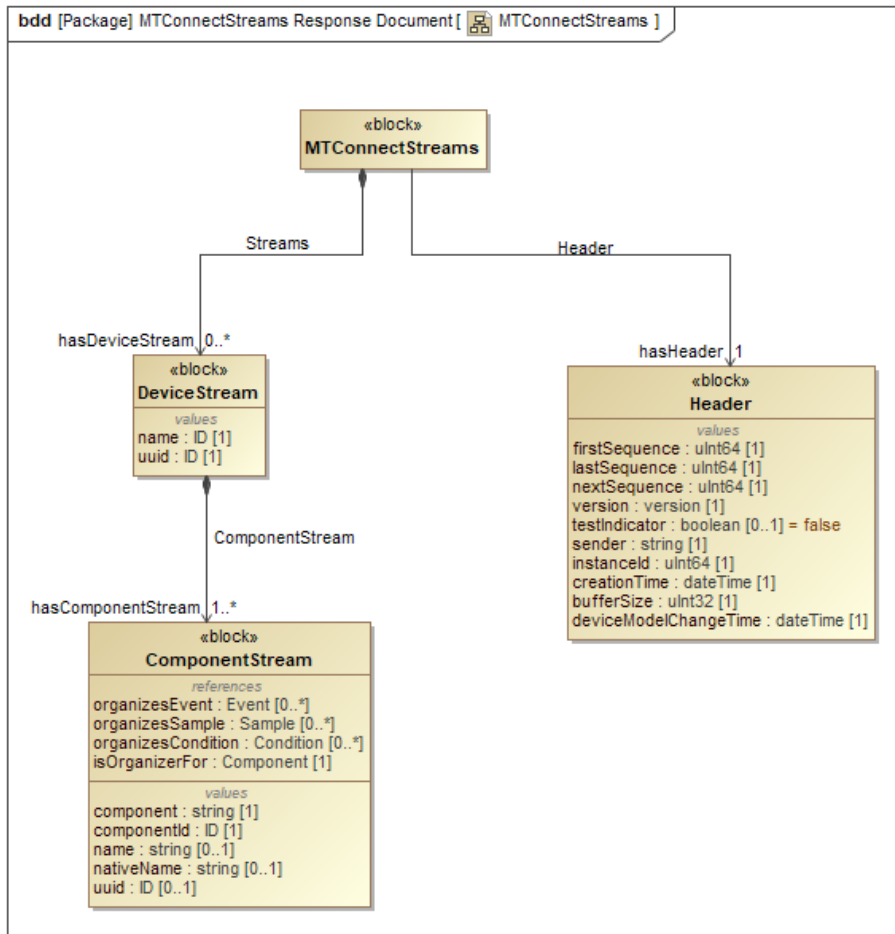 bdd [Package] MTConnectStreams Response Document [ MTConnectStreams ]
«block»
MTConnectStreams
Streams
Header
hasDeviceStream 0..*
«block»
DeviceStream
values
name : ID [1]
uuid : ID [1]
hasHeader 1
«block»
Header
values
firstSequence : uInt64 [1]
lastSequence : uInt64 [1]
nextSequence : uInt64 [1]
version : version [1]
testIndicator : boolean [0..1] = false
sender : string [1]
instanceId : uInt64 [1]
creationTime : dateTime [1]
bufferSize : uInt32 [1]
deviceModelChangeTime : dateTime [1]
ComponentStream
hasComponentStream 1..*
«block»
ComponentStream
references
organizesEvent : Event [0..*]
organizesSample : Sample [0..*]
organizesCondition : Condition [0..*]
isOrganizerFor : Component [1]
values
component : string [1]
componentId : ID [1]
name : string [0..1]
nativeName : string [0..1]
uuid : ID [0..1]